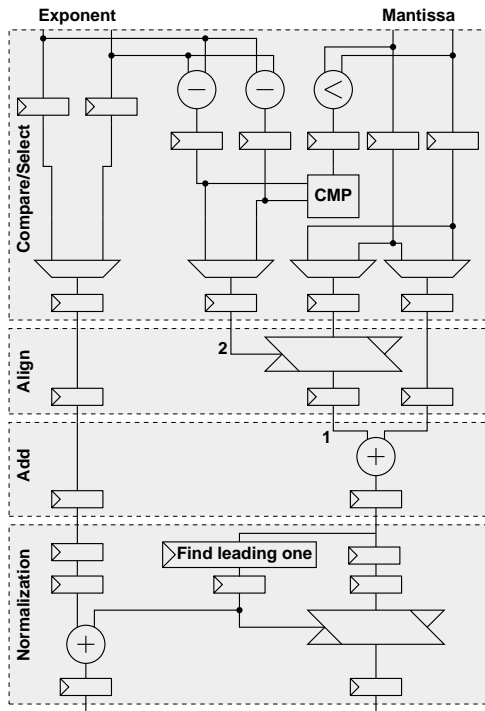 Exponent
Mantissa
Compare/Select
CMP
Align
2
Add
1
Normalization
Find leading one